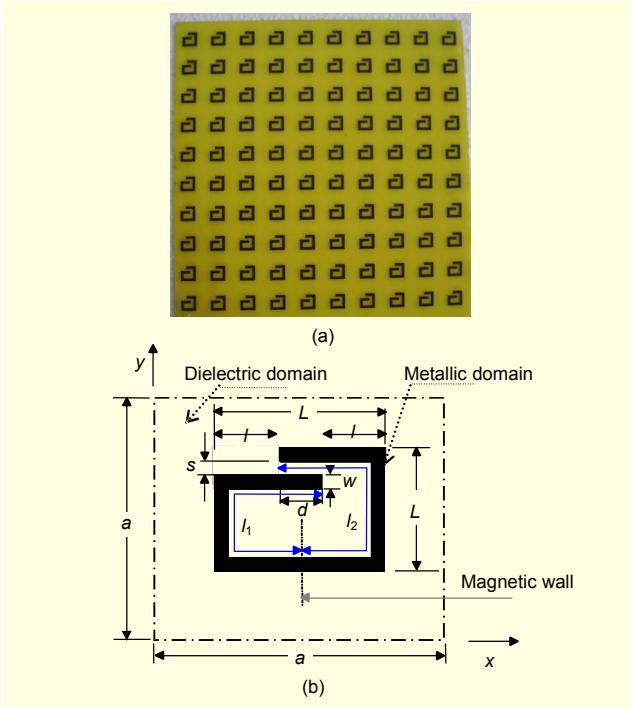 (a)
y
Dielectric domain
Metallic domain
L
l
l
s
w
d
a
l1
l2
L
Magnetic wall
a
x
(b)